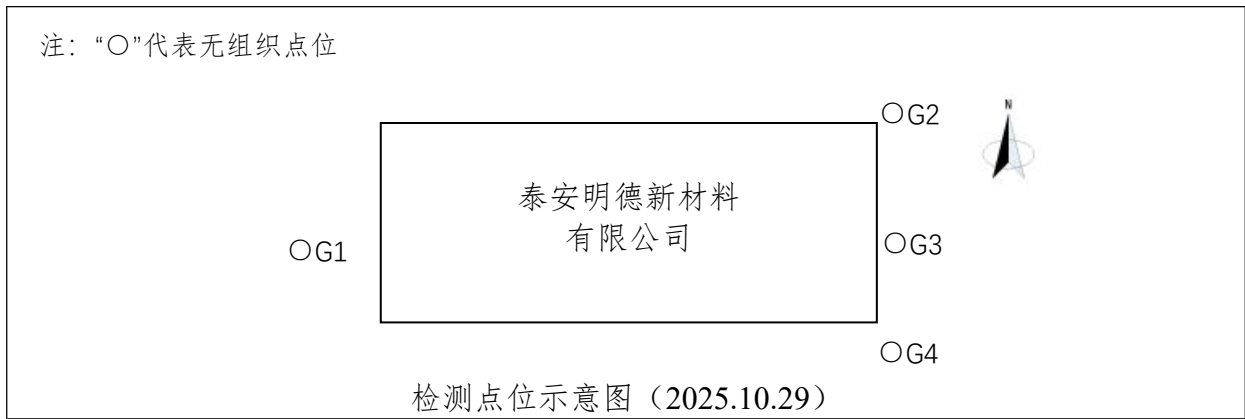 注：“○”代表无组织点位
○G2
N
泰安明德新材料
有限公司
○G1
○G3
○G4
检测点位示意图（2025.10.29）